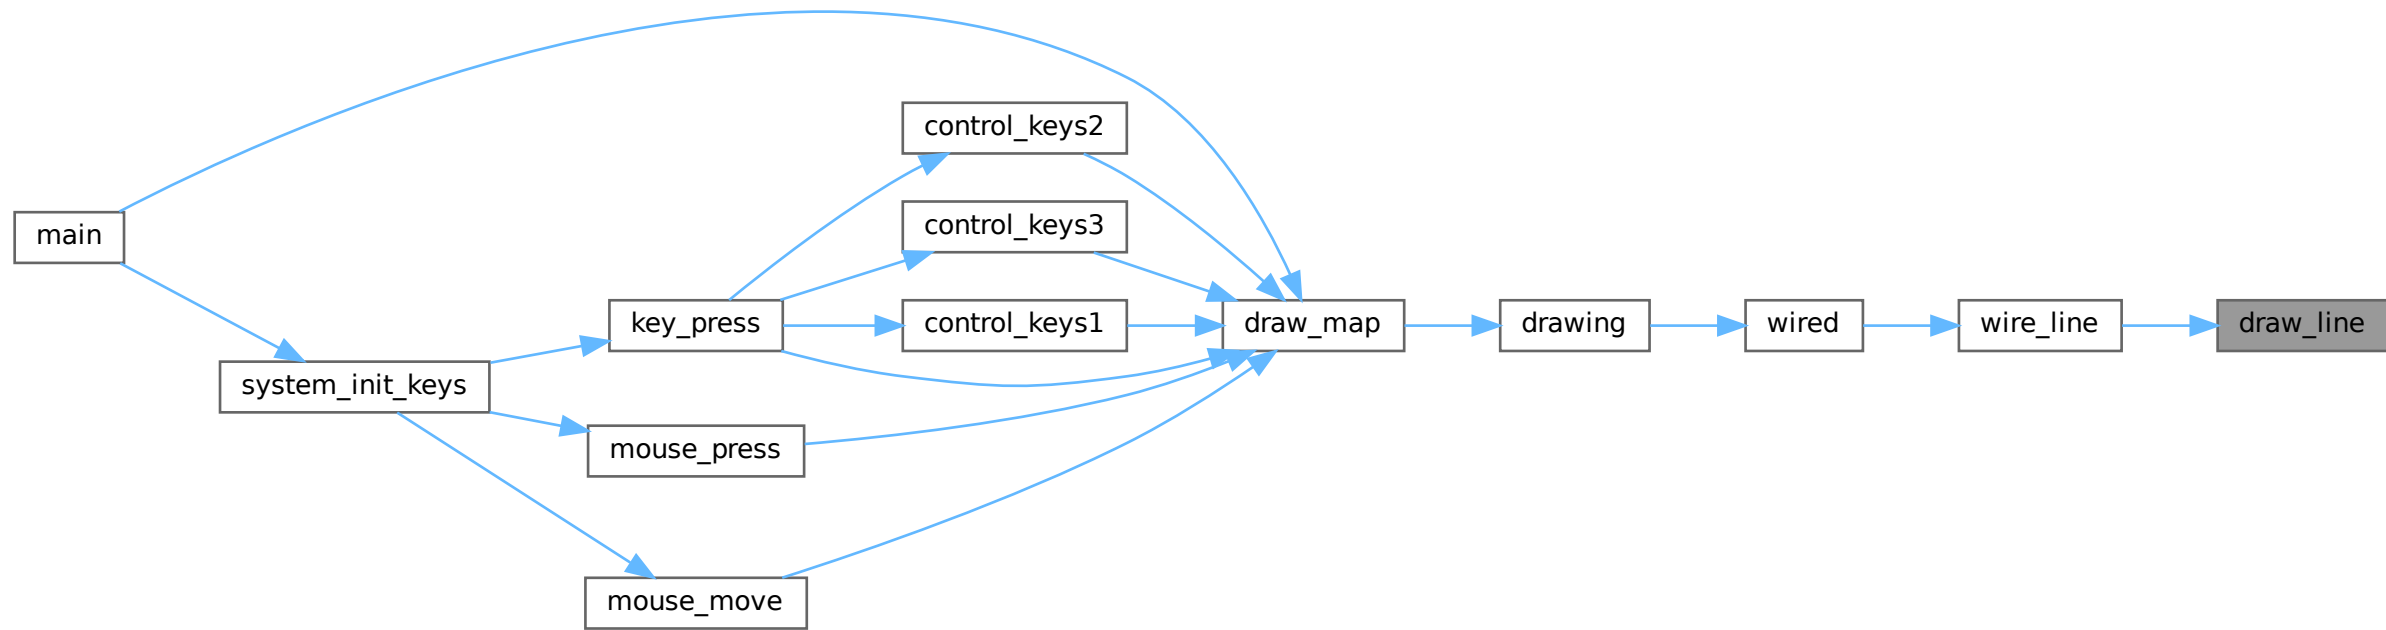 main
system_init_keys
key_press
mouse_press
mouse_move
control_keys2
control_keys3
control_keys1
draw_map
drawing
wired
wire_line
draw_line